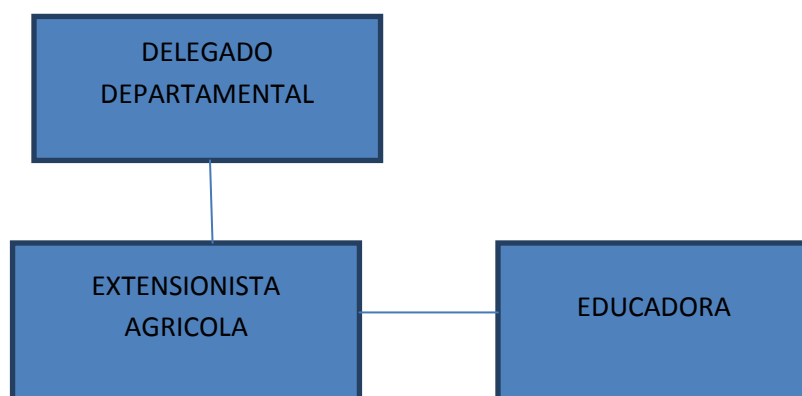 DELEGADO
DEPARTAMENTAL
EXTENSIONISTA
AGRICOLA
EDUCADORA